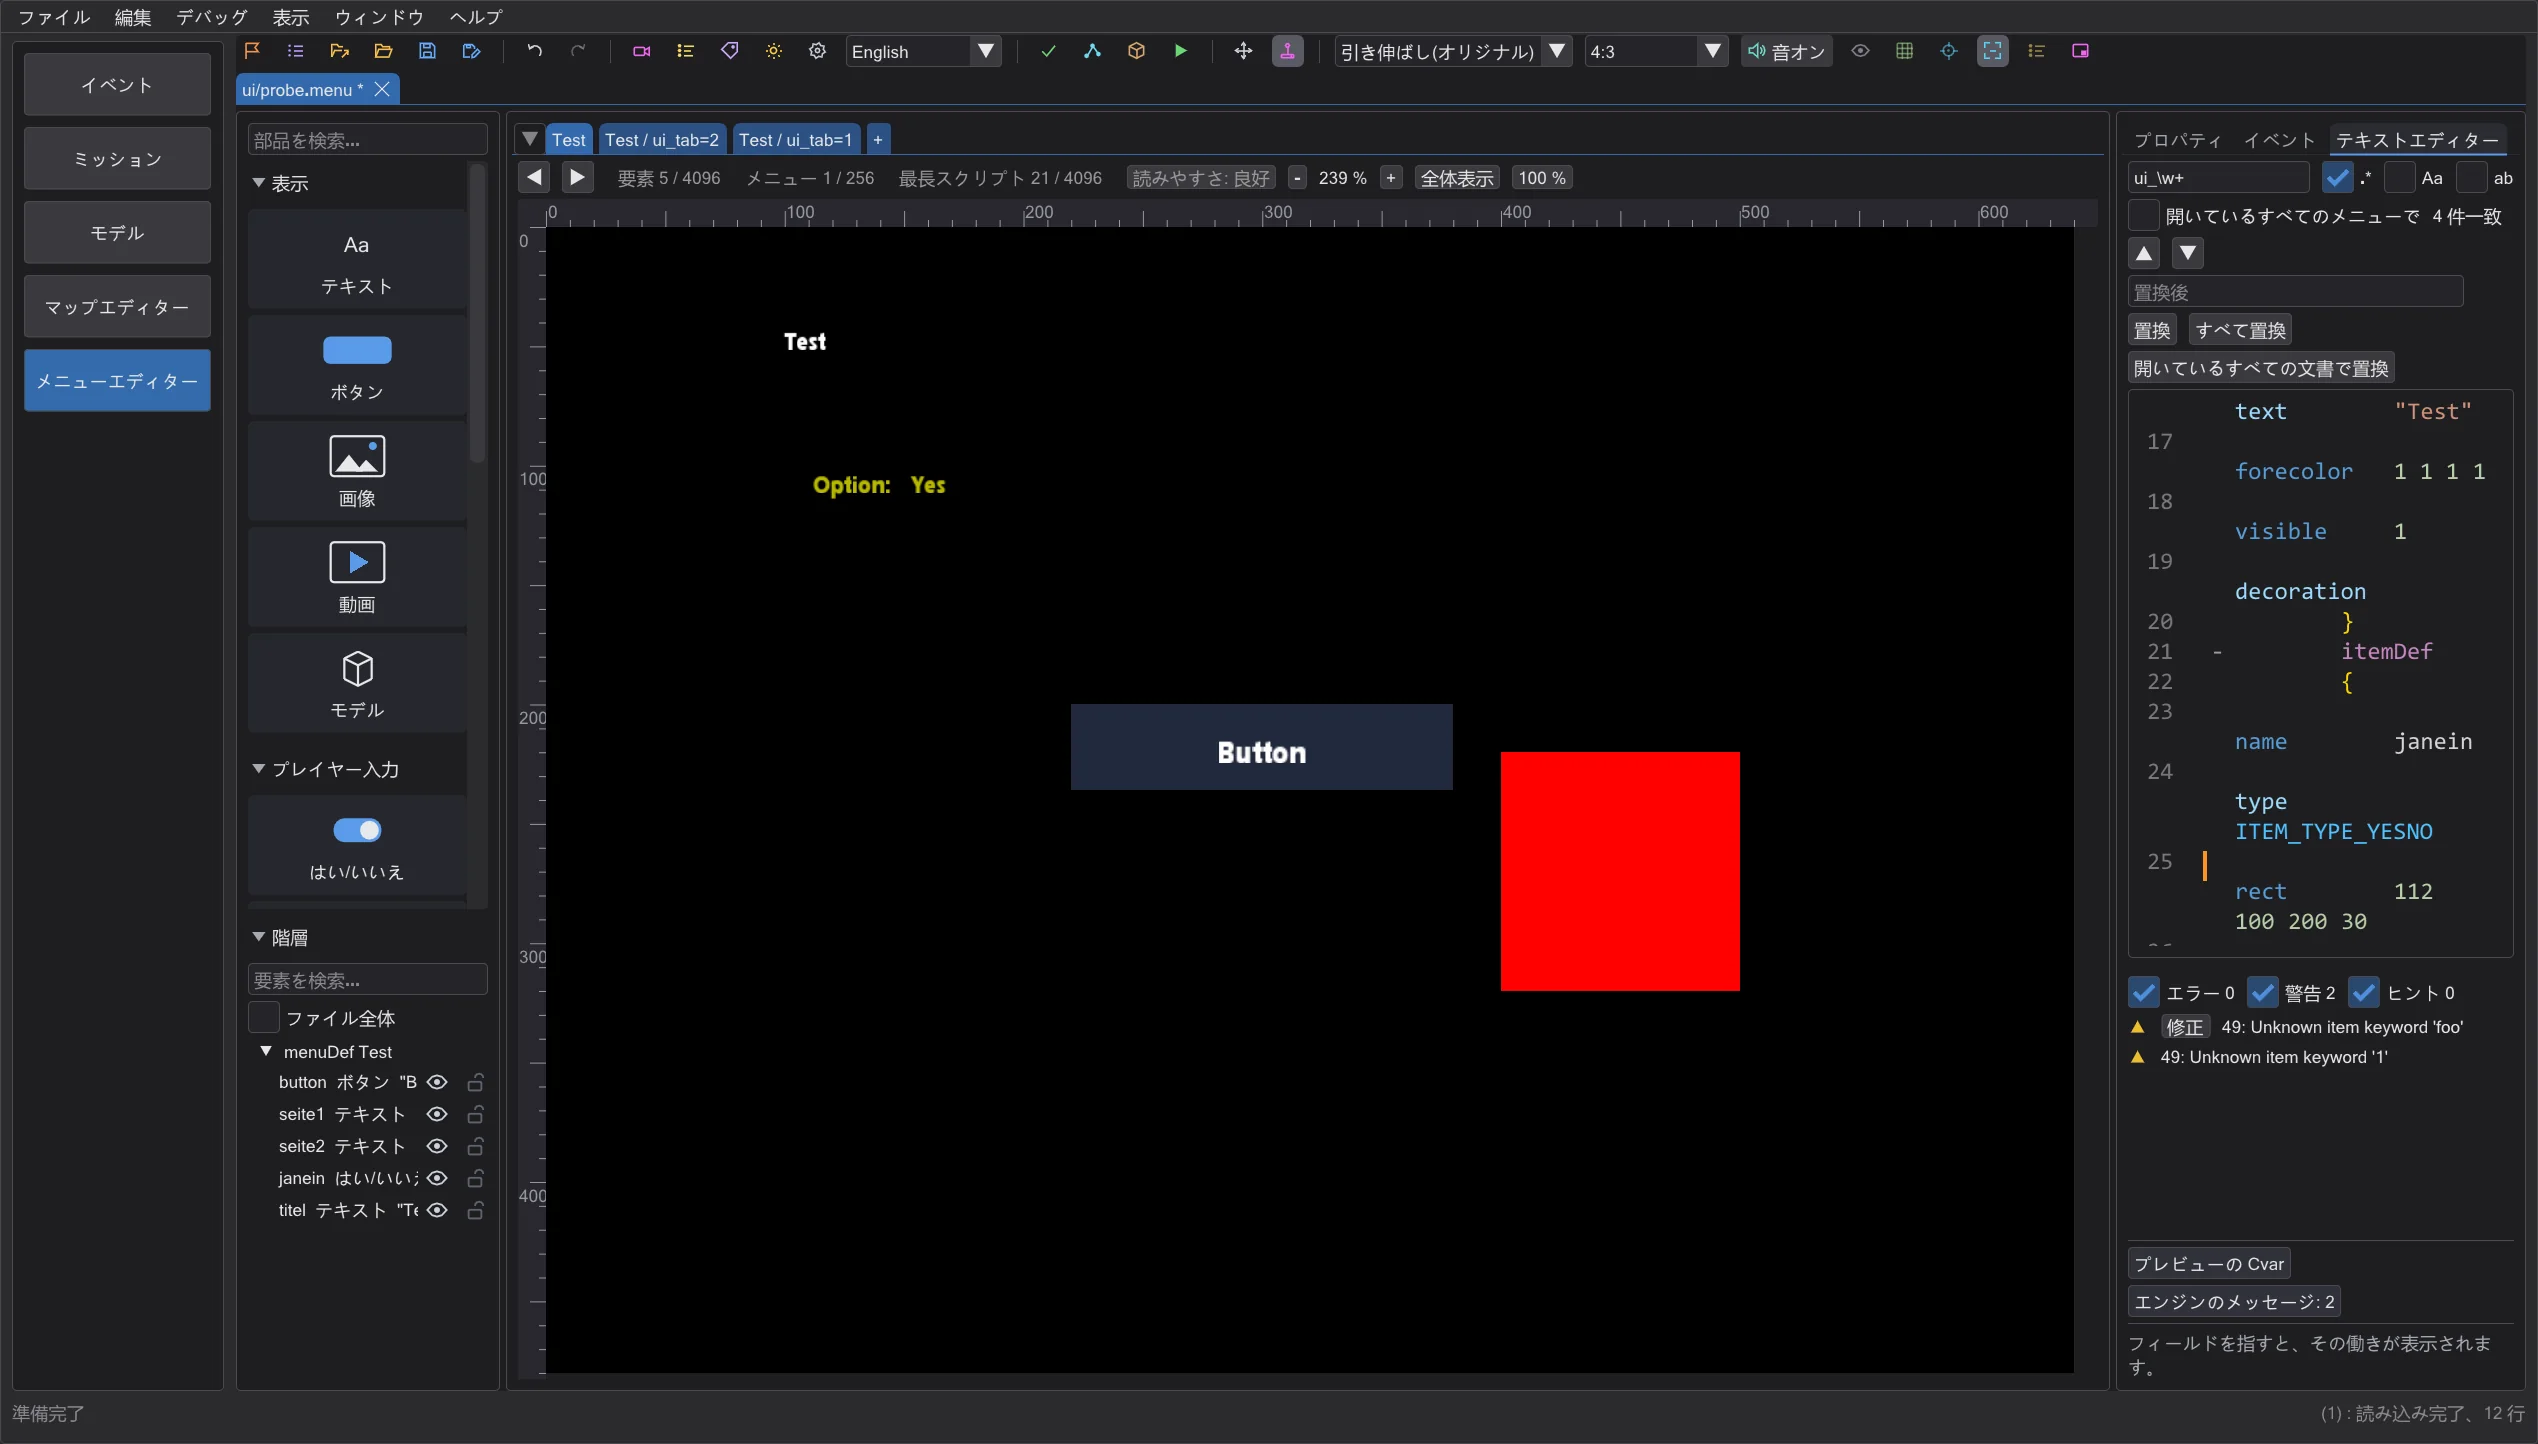 ファイル 編集 デバッグ 表示 ウィンドウ ヘルプ
イベント
ミッション
モデル
マップエディター
メニューエディター
English
引き伸ばし(オリジナル)
4:3
音オン
ui/probe.menu *
部品を検索...
表示
Aa
テキスト
ボタン
画像
動画
モデル
プレイヤー入力
はい/いいえ
階層
要素を検索...
ファイル全体
menuDef Test
button ボタン "B
seite1 テキスト
seite2 テキスト
janein はい/いい
titel テキスト "Te
Test
Test / ui_tab=2
Test / ui_tab=1
+
要素 5 / 4096 メニュー 1 / 256 最長スクリプト 21 / 4096 読みやすさ: 良好 - 239 % + 全体表示 100 %
0 100 200 300 400 500 600
0
100
200
300
400
Test
Option: Yes
Button
プロパティ イベント テキストエディター
ui_\w+ .* Aa ab
開いているすべてのメニューで 4 件一致
置換後
置換 すべて置換
開いているすべての文書で置換
text "Test"
17
forecolor 1 1 1 1
18
visible 1
19
decoration
20 }
21 - itemDef
22 {
23
name janein
24
type
ITEM_TYPE_YESNO
25
rect 112
100 200 30
エラー 0 警告 2 ヒント 0
修正 49: Unknown item keyword 'foo'
49: Unknown item keyword '1'
プレビューの Cvar
エンジンのメッセージ: 2
フィールドを指すと、その働きが表示されま
す。
準備完了
(1) : 読み込み完了、12 行